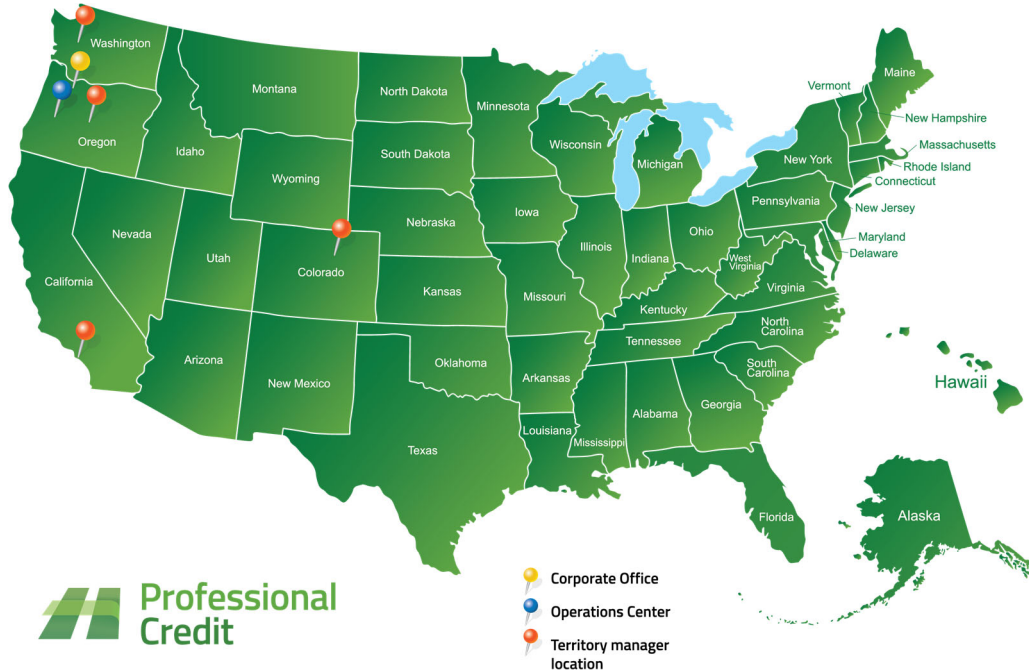 Washington
Montana
North Dakota
Minnesota
Vermont
Maine
New Hampshire
Oregon
Idaho
South Dakota
Wisconsin
Michigan
New York
Massachusetts
Rhode Island
Connecticut
Wyoming
Pennsylvania
New Jersey
Nevada
Nebraska
Iowa
Illinois
Indiana
Ohio
Maryland
Delaware
Utah
Colorado
West
Virginia
California
Kansas
Missouri
Virginia
Kentucky
North
Carolina
Tennessee
Arizona
Oklahoma
South
Carolina
New Mexico
Arkansas
Hawaii
Georgia
Alabama
Louisiana
Mississippi
Texas
Florida
Alaska
Professional
Credit
Corporate Office
Operations Center
Territory manager
location